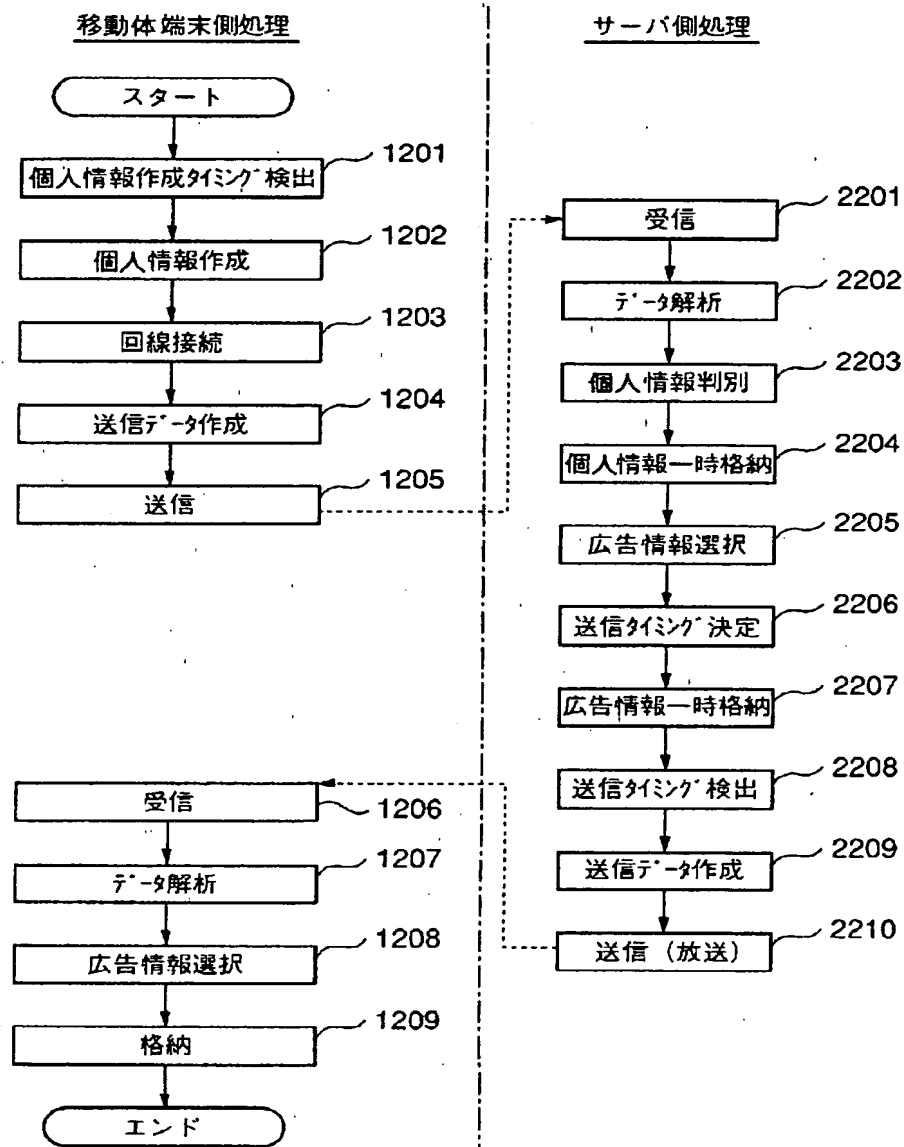 移動体端末側処理
スタート
個人情報作成ﾀｲﾐﾝｸﾞ検出
1201
個人情報作成
1202
回線接続
1203
送信ﾃﾞｰﾀ作成
1204
送信
1205
受信
1206
ﾃﾞｰﾀ解析
1207
広告情報選択
1208
格納
1209
エンド
サーバ側処理
受信
2201
ﾃﾞｰﾀ解析
2202
個人情報判別
2203
個人情報一時格納
2204
広告情報選択
2205
送信ﾀｲﾐﾝｸﾞ決定
2206
広告情報一時格納
2207
送信ﾀｲﾐﾝｸﾞ検出
2208
送信ﾃﾞｰﾀ作成
2209
送信（放送）
2210